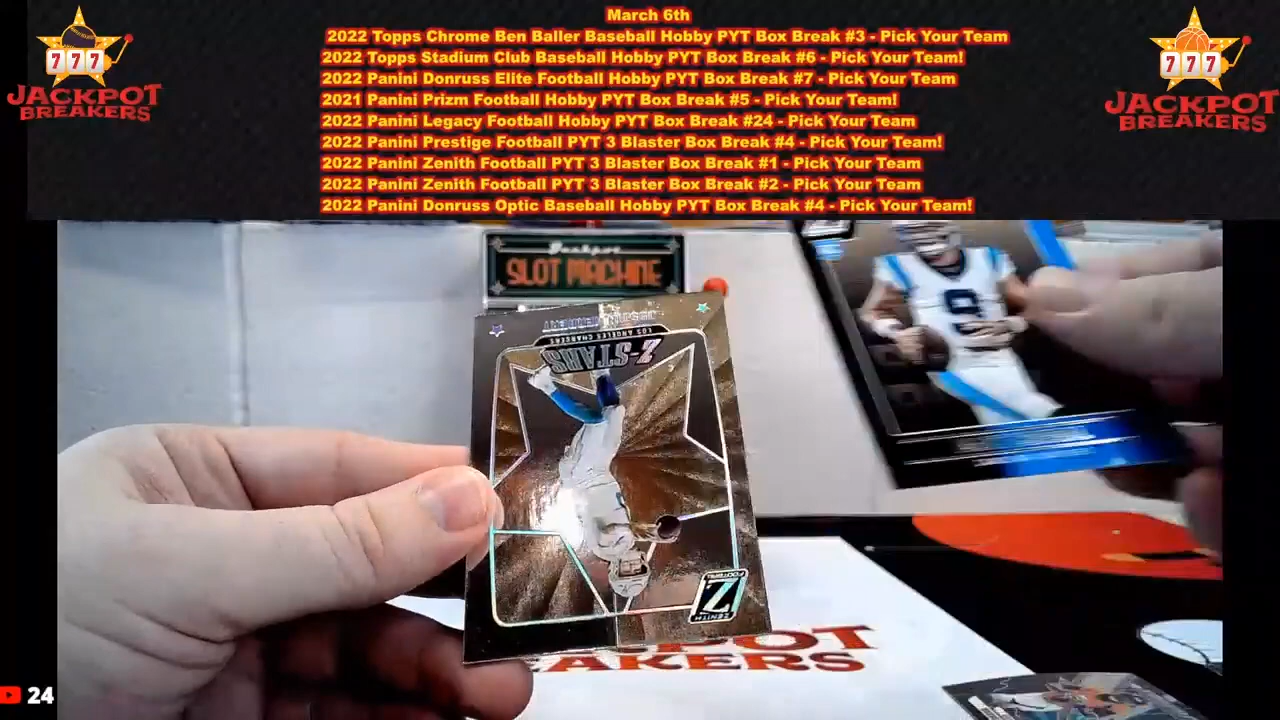 March 6th
2022 Topps Chrome Ben Baller Baseball Hobby PYT Box Break #3 - Pick Your Team
2022 Topps Stadium Club Baseball Hobby PYT Box Break #6 - Pick Your Team!
2022 Panini Donruss Elite Football Hobby PYT Box Break #7 - Pick Your Team
2021 Panini Prizm Football Hobby PYT Box Break #5 - Pick Your Team!
2022 Panini Legacy Football Hobby PYT Box Break #24 - Pick Your Team
2022 Panini Prestige Football PYT 3 Blaster Box Break #4 - Pick Your Team!
2022 Panini Zenith Football PYT 3 Blaster Box Break #1 - Pick Your Team
2022 Panini Zenith Football PYT 3 Blaster Box Break #2 - Pick Your Team
2022 Panini Donruss Optic Baseball Hobby PYT Box Break #4 - Pick Your Team!
777
JACKPOT
BREAKERS
777
JACKPOT
BREAKERS
Jackpot
SLOT MACHINE
LOS ANGELES CHARGERS
Z-STARS
Z
ZENITH
FOOTBALL
9
JACKPOT
BREAKERS
24